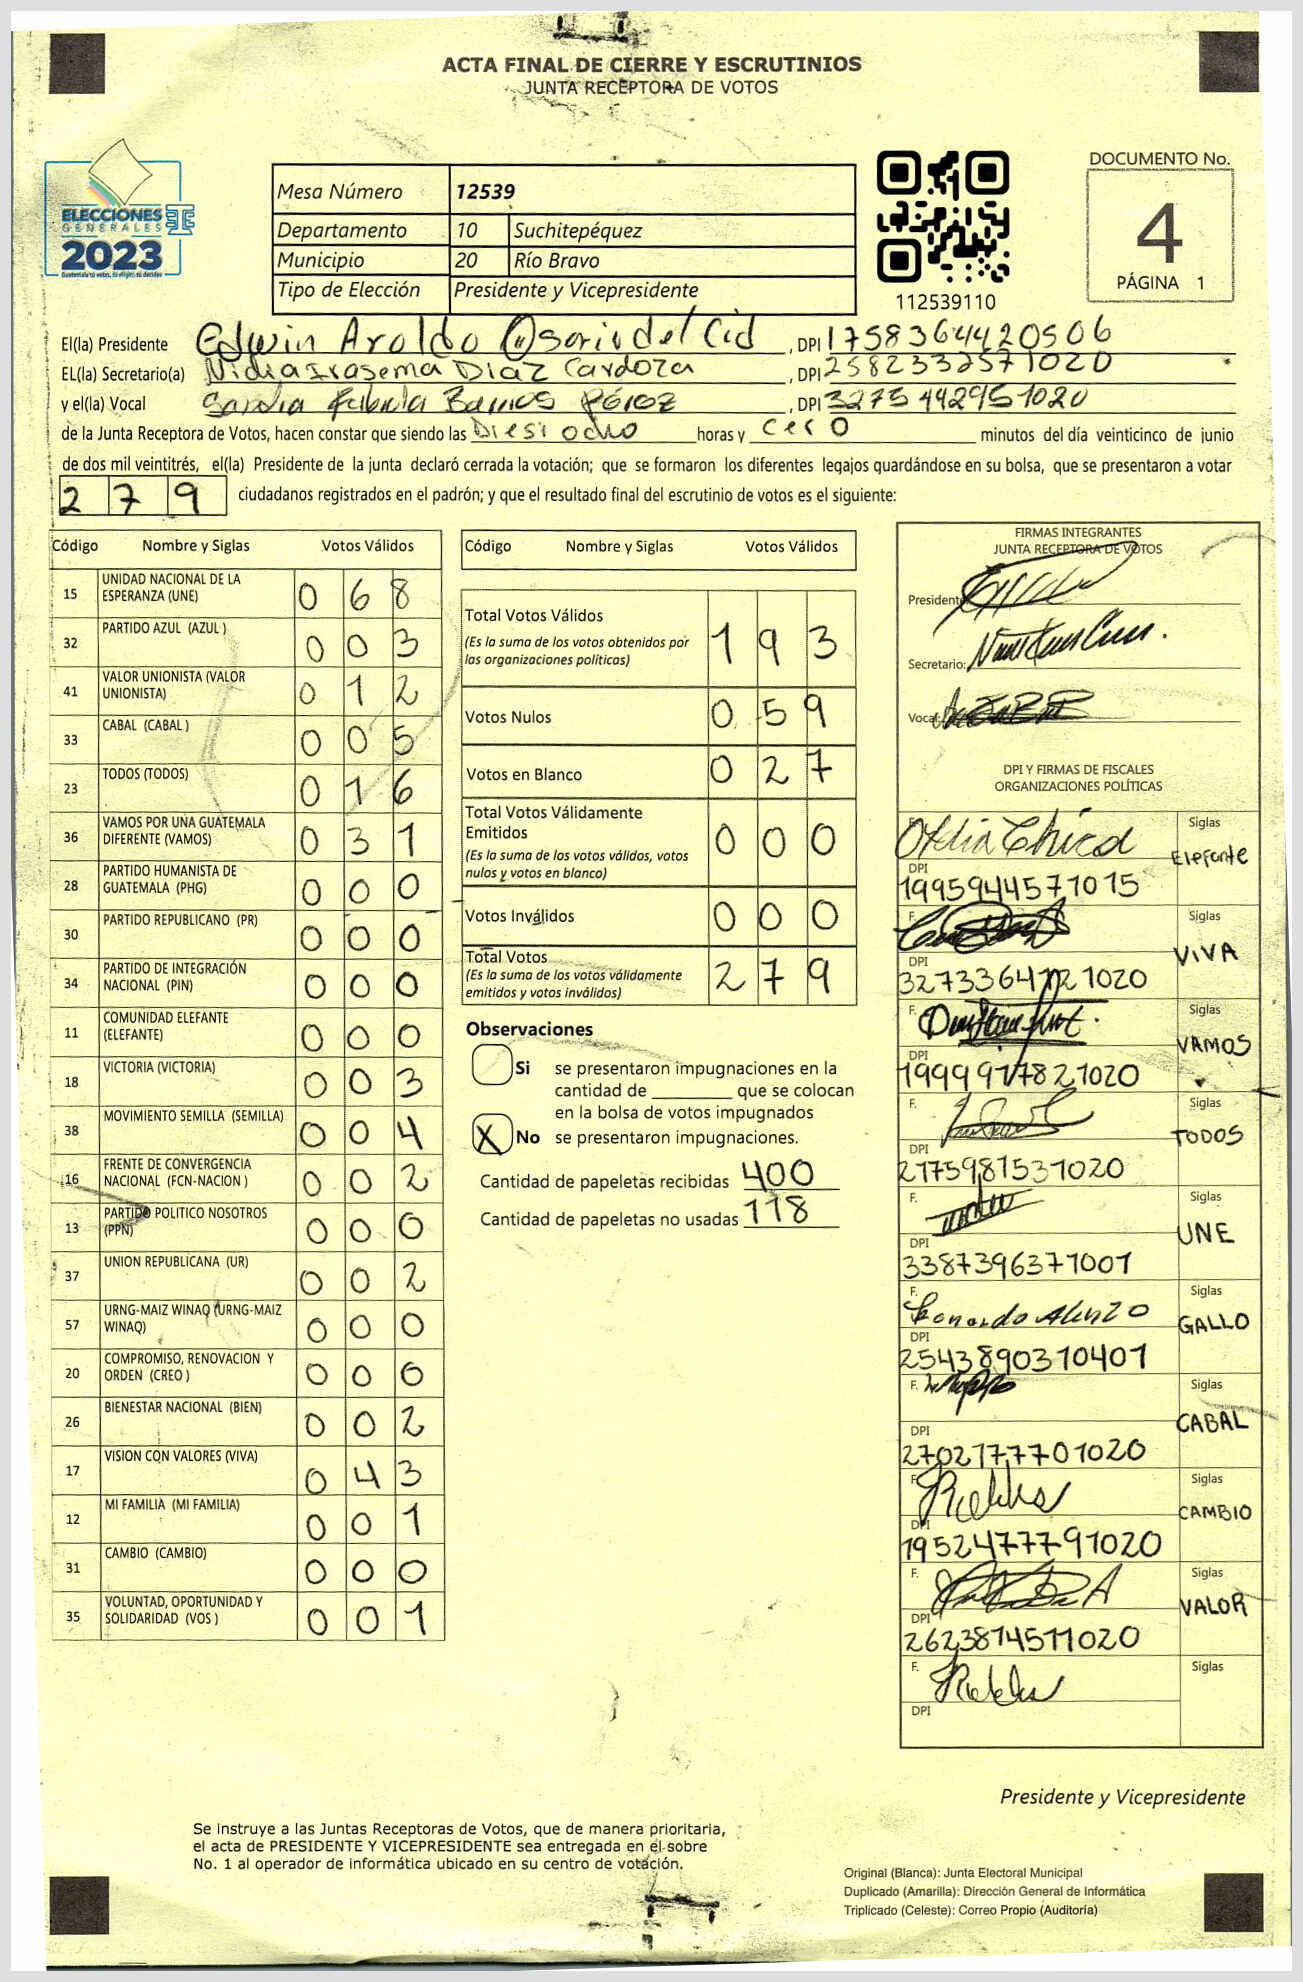 ACTA FINAL DE CIERRE Y ESCRUTINIOS
JUNTA RECEPTORA DE VOTOS
ELECCIONES
GENERALES
2023
Guatemala tú votas, tú eliges, tú decides
Mesa Número 12539
Departamento 10 Suchitepéquez
Municipio 20 Río Bravo
Tipo de Elección Presidente y Vicepresidente
112539110
DOCUMENTO No.
4
PÁGINA 1
El(la) Presidente Edwin Aroldo Osorio del Cid, DPI 1758364420506
EL(la) Secretario(a) Nidia Irasema Diaz Cardoza, DPI 2582332571020
y el(la) Vocal Sandra Fabiola Barrios Pérez, DPI 3275442951020
de la Junta Receptora de Votos, hacen constar que siendo las Diesiocho horas y cero minutos del día veinticinco de junio
de dos mil veintitrés, el(la) Presidente de la junta declaró cerrada la votación; que se formaron los diferentes legajos guardándose en su bolsa, que se presentaron a votar
279 ciudadanos registrados en el padrón; y que el resultado final del escrutinio de votos es el siguiente:
Código Nombre y Siglas Votos Válidos
15 UNIDAD NACIONAL DE LA ESPERANZA (UNE) 0 6 8
32 PARTIDO AZUL (AZUL ) 0 0 3
41 VALOR UNIONISTA (VALOR UNIONISTA) 0 1 2
33 CABAL (CABAL ) 0 0 5
23 TODOS (TODOS) 0 1 6
36 VAMOS POR UNA GUATEMALA DIFERENTE (VAMOS) 0 3 1
28 PARTIDO HUMANISTA DE GUATEMALA (PHG) 0 0 0
30 PARTIDO REPUBLICANO (PR) 0 0 0
34 PARTIDO DE INTEGRACIÓN NACIONAL (PIN) 0 0 0
11 COMUNIDAD ELEFANTE (ELEFANTE) 0 0 0
18 VICTORIA (VICTORIA) 0 0 3
38 MOVIMIENTO SEMILLA (SEMILLA) 0 0 4
16 FRENTE DE CONVERGENCIA NACIONAL (FCN-NACION ) 0 0 2
13 PARTIDO POLITICO NOSOTROS (PPN) 0 0 0
37 UNION REPUBLICANA (UR) 0 0 2
57 URNG-MAIZ WINAQ (URNG-MAIZ WINAQ) 0 0 0
20 COMPROMISO, RENOVACION Y ORDEN (CREO ) 0 0 0
26 BIENESTAR NACIONAL (BIEN) 0 0 2
17 VISION CON VALORES (VIVA) 0 4 3
12 MI FAMILIA (MI FAMILIA) 0 0 1
31 CAMBIO (CAMBIO) 0 0 0
35 VOLUNTAD, OPORTUNIDAD Y SOLIDARIDAD (VOS ) 0 0 1
Código Nombre y Siglas Votos Válidos
Total Votos Válidos 1 9 3
(Es la suma de los votos obtenidos por
las organizaciones políticas)
Votos Nulos 0 5 9
Votos en Blanco 0 2 7
Total Votos Válidamente
Emitidos 0 0 0
(Es la suma de los votos válidos, votos
nulos y votos en blanco)
Votos Inválidos 0 0 0
Total Votos 2 7 9
(Es la suma de los votos válidamente
emitidos y votos inválidos)
Observaciones
Si se presentaron impugnaciones en la
cantidad de ________ que se colocan
en la bolsa de votos impugnados
X No se presentaron impugnaciones.
Cantidad de papeletas recibidas 400
Cantidad de papeletas no usadas 118
FIRMAS INTEGRANTES
JUNTA RECEPTORA DE VOTOS
Presidente:
Secretario:
Vocal:
DPI Y FIRMAS DE FISCALES
ORGANIZACIONES POLÍTICAS
F. Otilia Chicol Siglas Elefante
DPI 1995944571015
F. Siglas VIVA
DPI
F. Siglas VAMOS
DPI 1999917821020
F. Siglas TODOS
DPI 2175981531020
F. Siglas UNE
DPI 3387396371001
F. Leonardo Alonzo Siglas GALLO
DPI 2543890310401
F. Siglas CABAL
DPI 2702177701020
F. Siglas CAMBIO
DPI 1952477791020
F. Siglas VALOR
DPI 2623814511020
F. Siglas
DPI
Presidente y Vicepresidente
Se instruye a las Juntas Receptoras de Votos, que de manera prioritaria,
el acta de PRESIDENTE Y VICEPRESIDENTE sea entregada en el sobre
No. 1 al operador de informática ubicado en su centro de votación.
Original (Blanca): Junta Electoral Municipal
Duplicado (Amarilla): Dirección General de Informática
Triplicado (Celeste): Correo Propio (Auditoría)